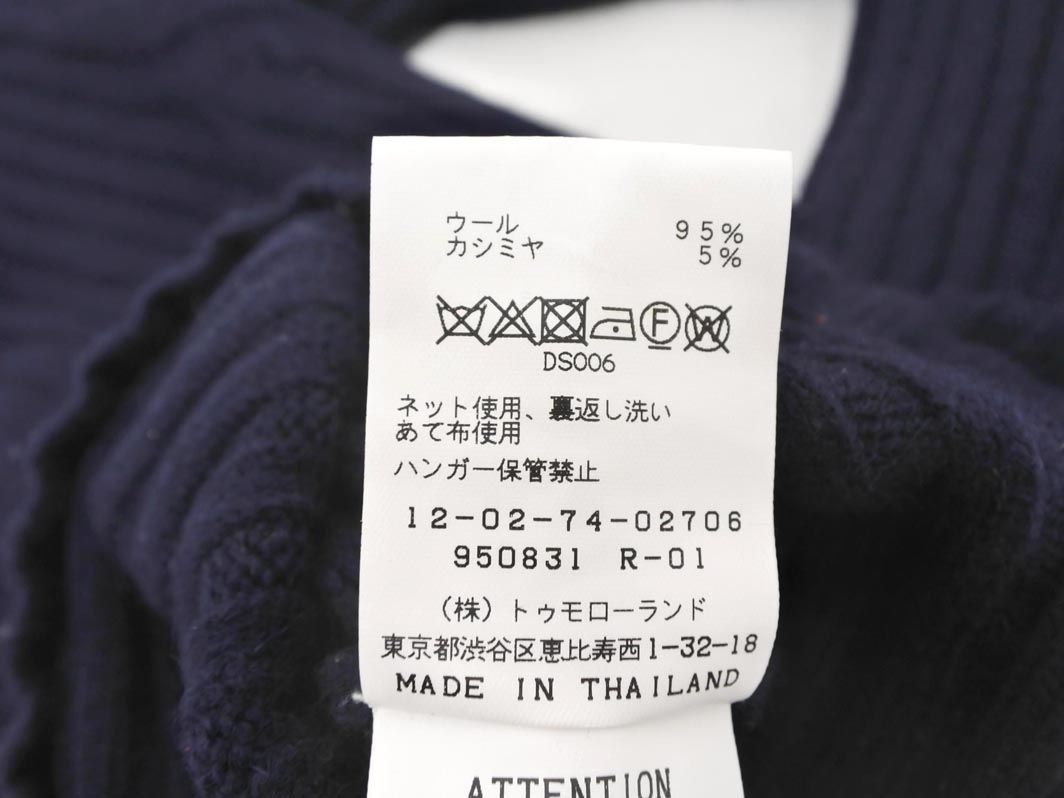 ウール 95%
カシミヤ 5%
F W
DS006
ネット使用、裏返し洗い
あて布使用
ハンガー保管禁止
12-02-74-02706
950831 R-01
(株)トゥモローランド
東京都渋谷区恵比寿西1-32-18
MADE IN THAILAND
ATTENTION